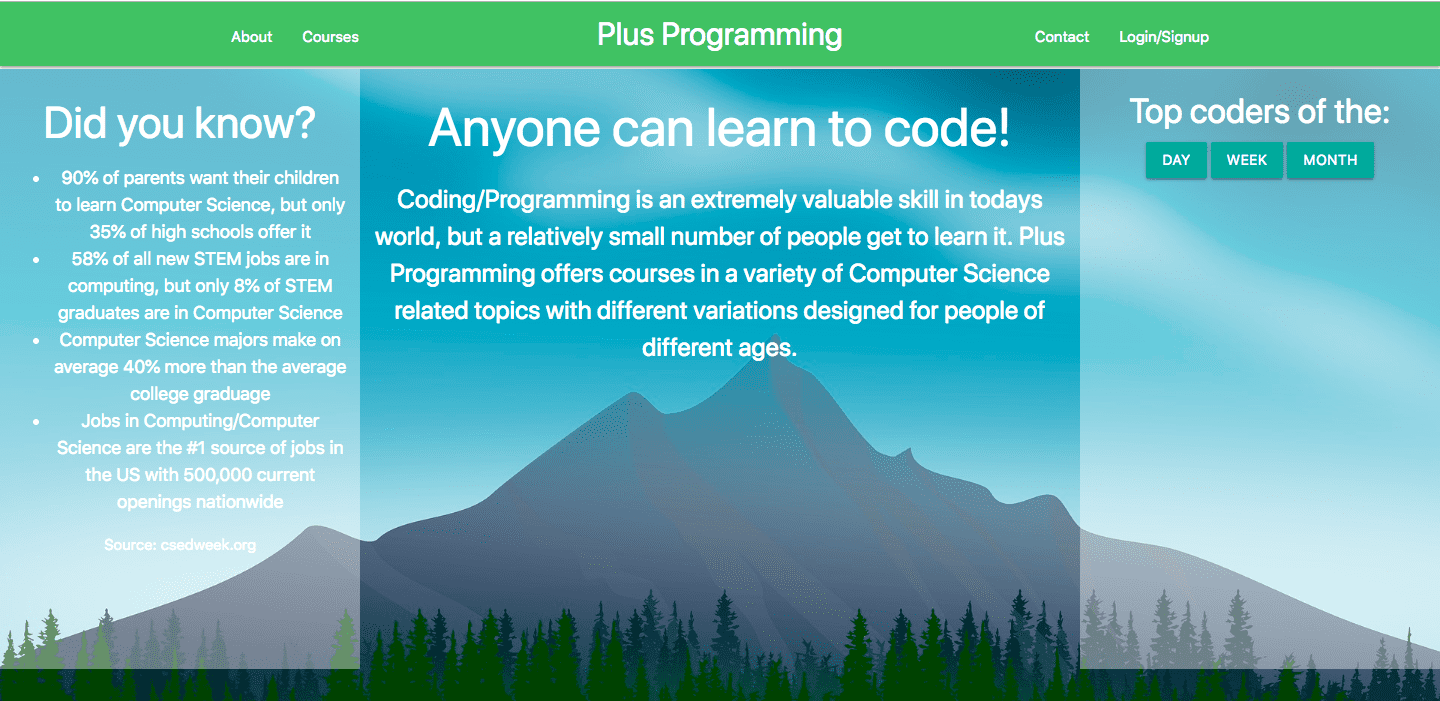 About Courses Plus Programming Contact Login/Signup
Did you know?
90% of parents want their children
to learn Computer Science, but only
35% of high schools offer it
58% of all new STEM jobs are in
computing, but only 8% of STEM
graduates are in Computer Science
Computer Science majors make on
average 40% more than the average
college graduage
Jobs in Computing/Computer
Science are the #1 source of jobs in
the US with 500,000 current
openings nationwide
Source: csedweek.org
Anyone can learn to code!
Coding/Programming is an extremely valuable skill in todays
world, but a relatively small number of people get to learn it. Plus
Programming offers courses in a variety of Computer Science
related topics with different variations designed for people of
different ages.
Top coders of the:
DAY WEEK MONTH